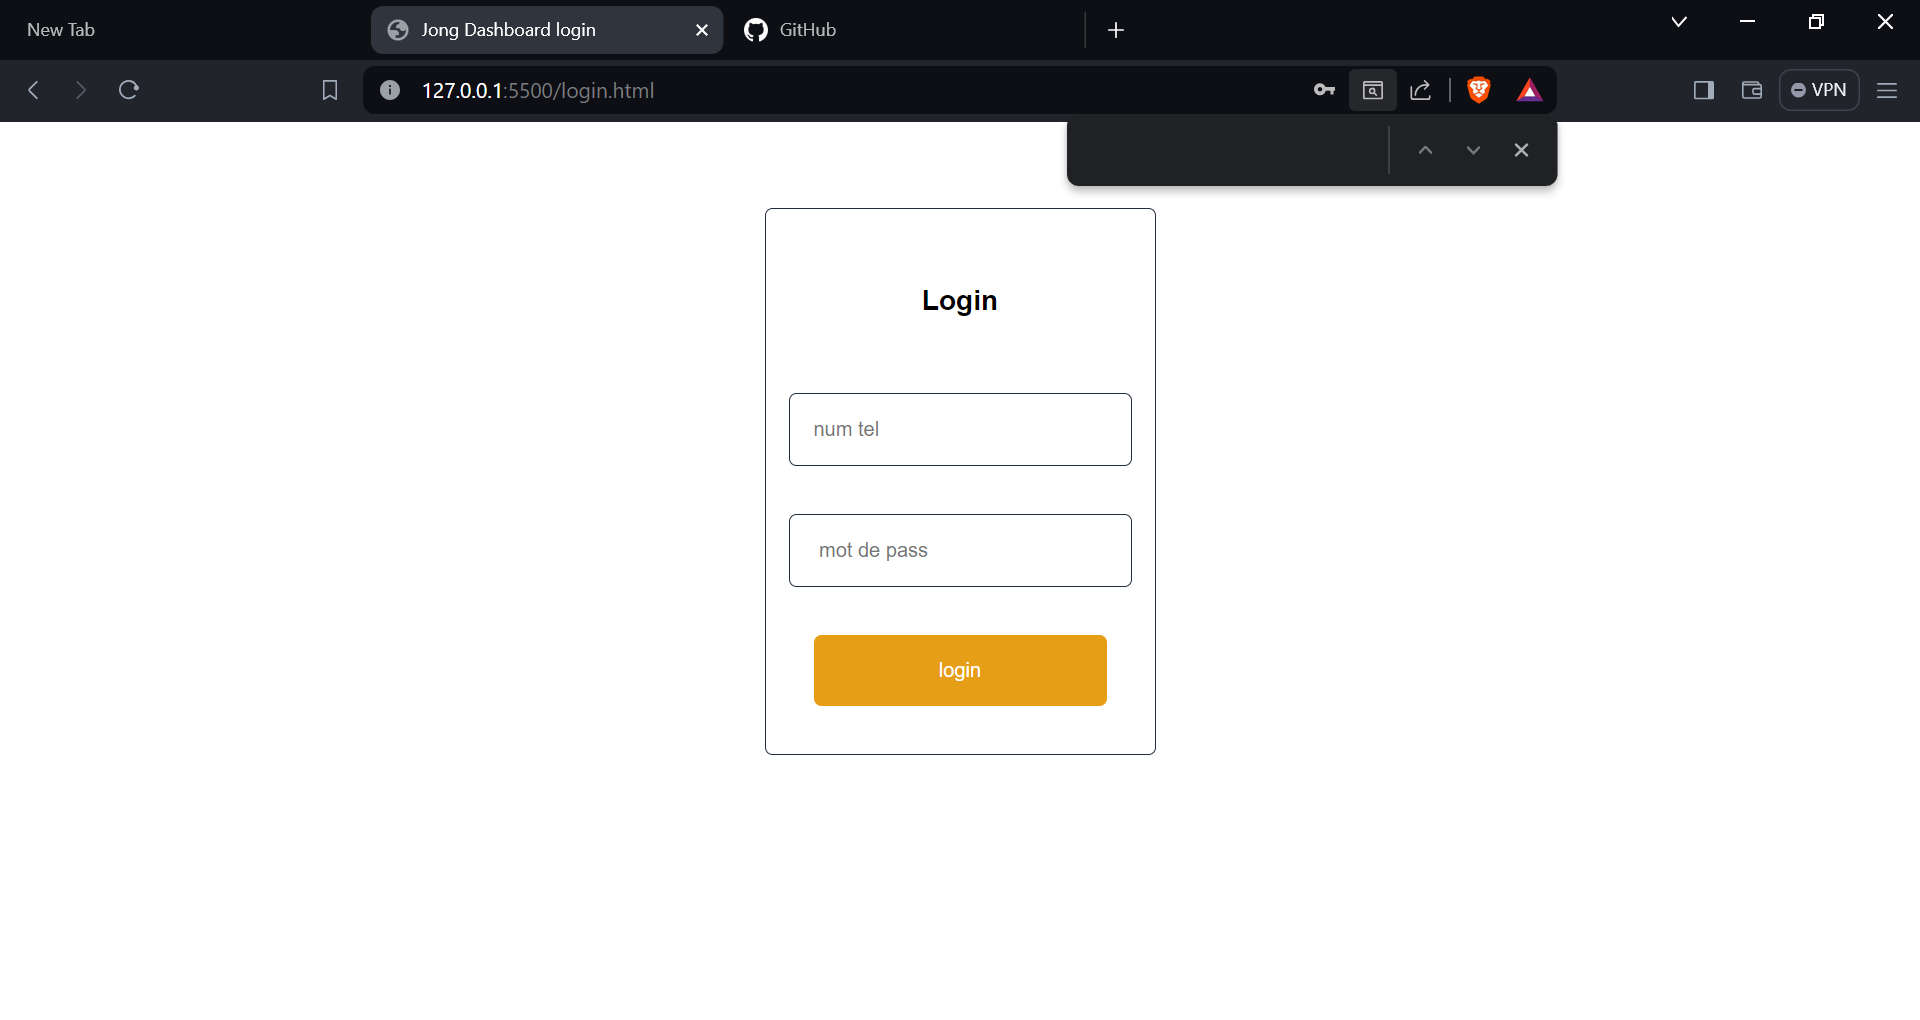 New Tab
Jong Dashboard login
GitHub
127.0.0.1:5500/login.html
VPN
Login
num tel
mot de pass
login